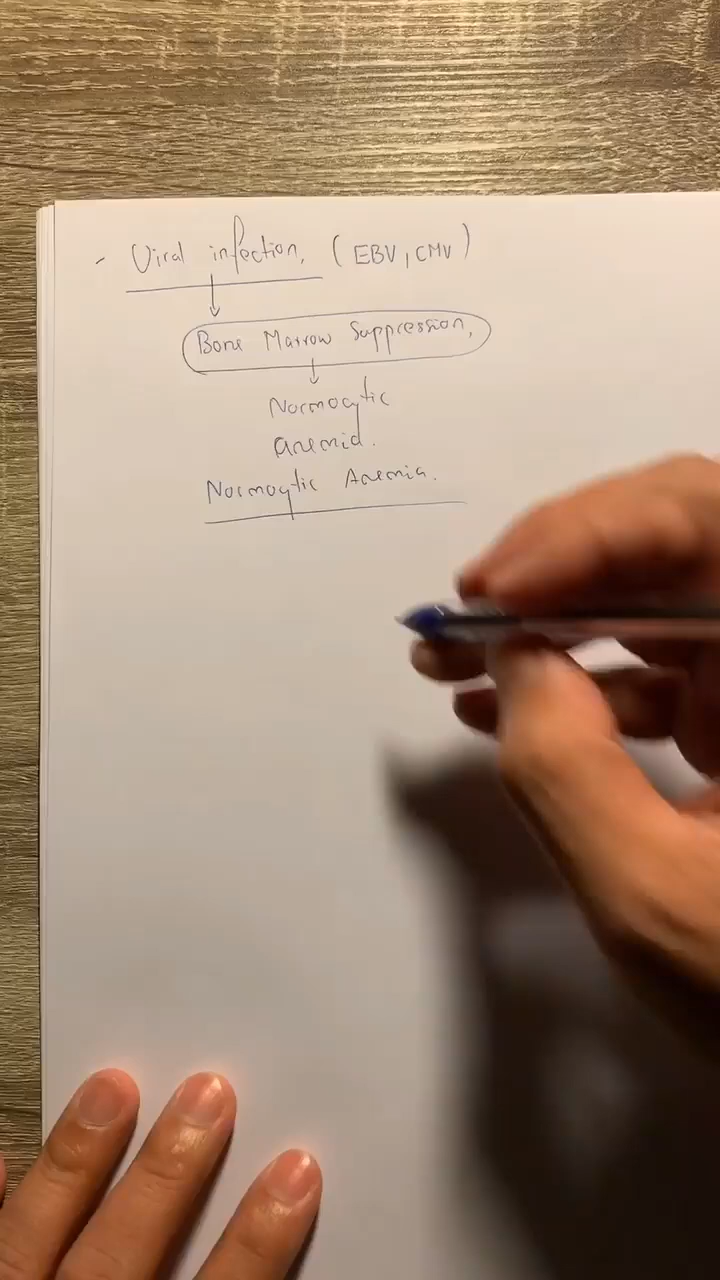 - Viral infection, (EBV, CMV)
Bone Marrow Suppression,
Normocytic
anemia.
Normocytic Anemia.